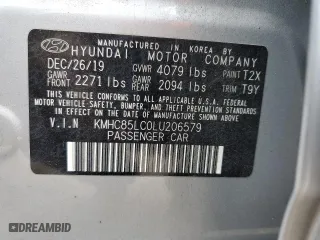 MANUFACTURED IN KOREA BY
HYUNDAI MOTOR COMPANY
DEC/26/19 GVWR 4079 lbs PAINT T2X
GAWR FRONT 2271 lbs GAWR REAR 2094 lbs TRIM T9Y
THIS VEHICLE CONFORMS TO ALL APPLICABLE FEDERAL MOTOR VEHICLE
SAFETY, BUMPER, AND THEFT PREVENTION STANDARDS IN
EFFECT ON THE DATE OF MANUFACTURE SHOWN ABOVE.
V.I.N KMHC85LC0LU206579
PASSENGER CAR